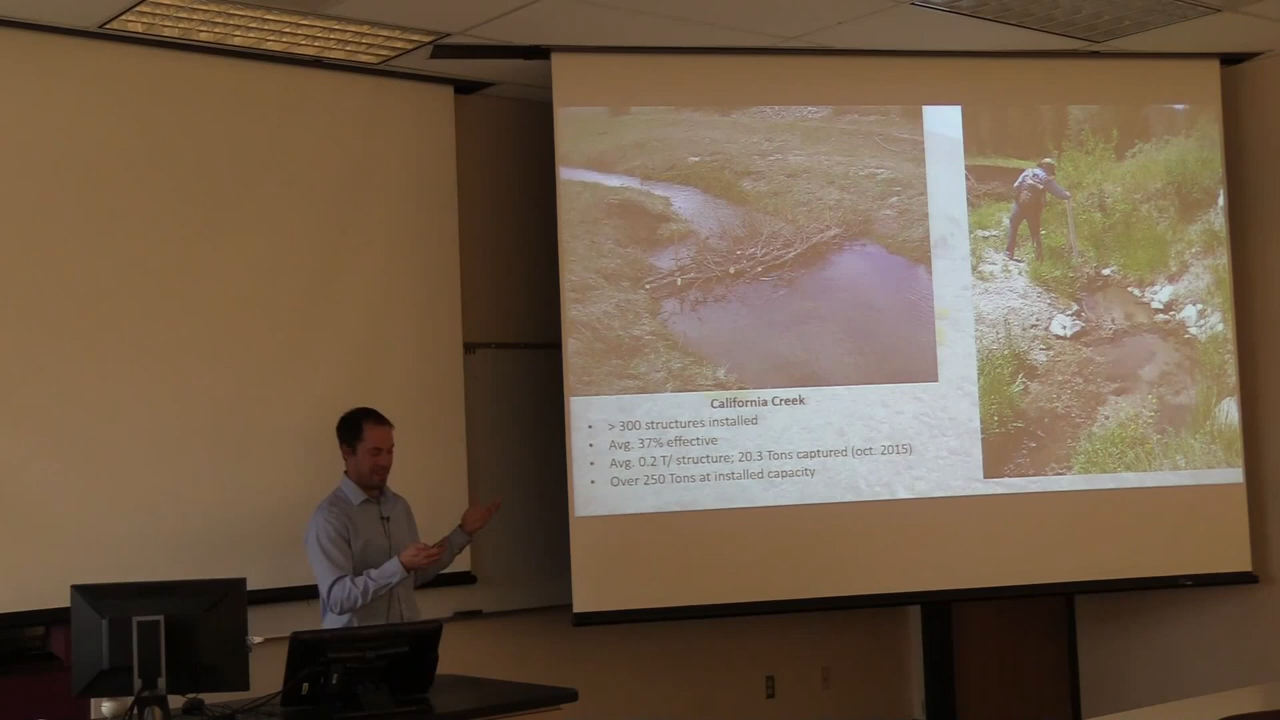 California Creek
• > 300 structures installed
• Avg. 37% effective
• Avg. 0.2 T/ structure; 20.3 Tons captured (oct. 2015)
• Over 250 Tons at installed capacity